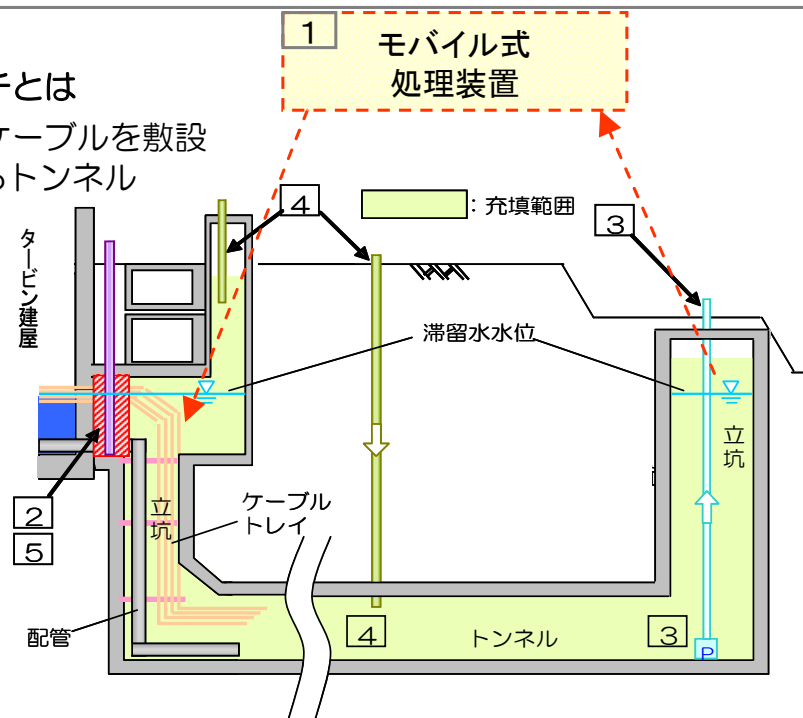 1
モバイル式
処理装置
チとは
ケーブルを敷設
るトンネル
4
：充填範囲
3
タービン建屋
滞留水水位
立坑
2
5
立坑
ケーブル
トレイ
配管
4
トンネル
3
P